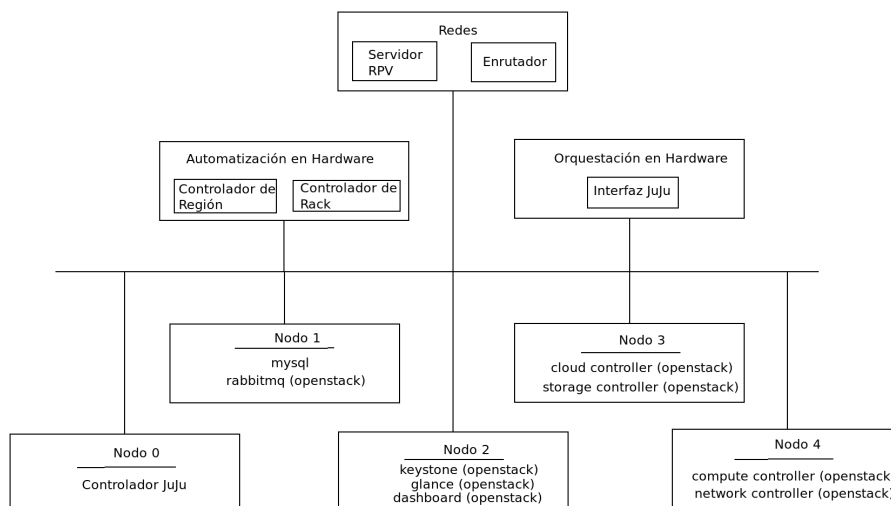 Redes
Servidor
RPV
Enrutador
Automatización en Hardware
Controlador de
Región
Controlador de
Rack
Orquestación en Hardware
Interfaz JuJu
Nodo 1
mysql
rabbitmq (openstack)
Nodo 3
cloud controller (openstack)
storage controller (openstack)
Nodo 0
Controlador JuJu
Nodo 2
keystone (openstack)
glance (openstack)
dashboard (openstack)
Nodo 4
compute controller (openstack
network controller (openstack)